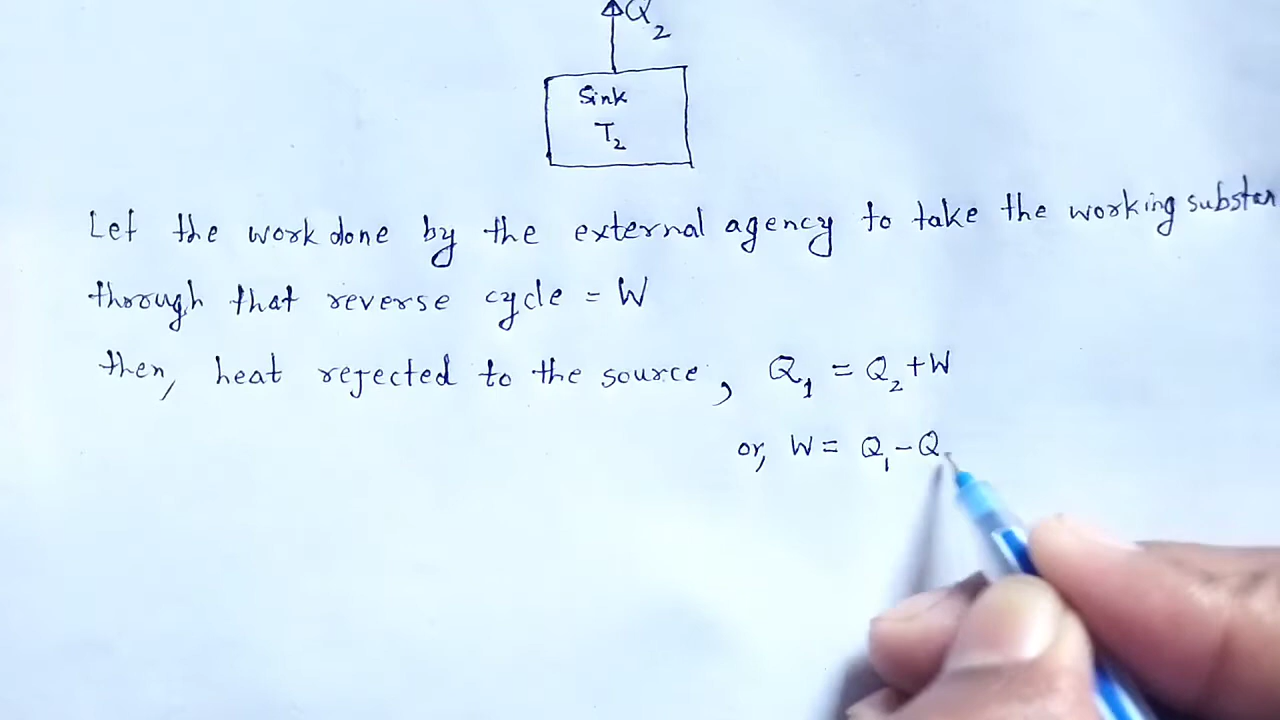 Q2
Sink
T2
Let the work done by the external agency to take the working substan
through that reverse cycle = W
then, heat rejected to the source, Q1 = Q2 + W
or, W = Q1 - Q